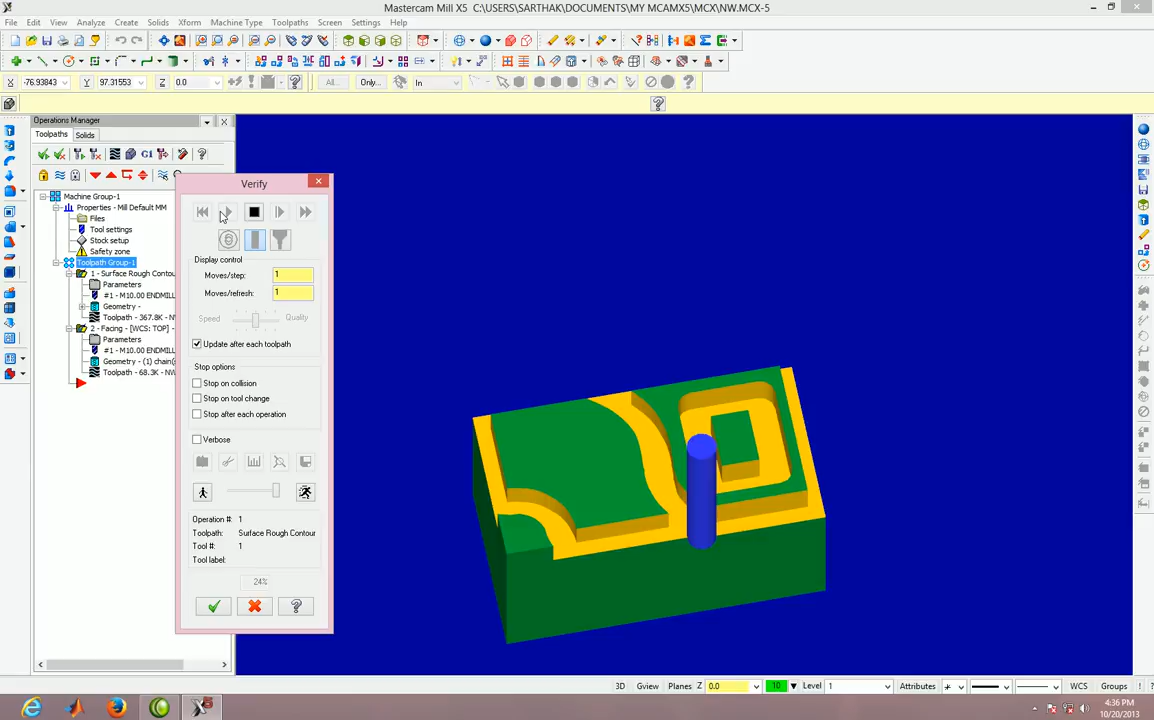 Mastercam Mill X5 C:\USERS\SARTHAK\DOCUMENTS\MY MCAMX5\MCX\NW.MCX-5
File Edit View Analyze Create Solids Xform Machine Type Toolpaths Screen Settings Help
X -76.93843 Y 97.31553 Z 0.0 All... Only... In
Operations Manager
Toolpaths Solids
G1
Machine Group-1
Properties - Mill Default MM
Files
Tool settings
Stock setup
Safety zone
Toolpath Group-1
1 - Surface Rough Contou
Parameters
#1 - M10.00 ENDMILL
Geometry -
Toolpath - 367.8K - NW
2 - Facing - [WCS: TOP] -
Parameters
#1 - M10.00 ENDMILL
Geometry - (1) chain(
Toolpath - 68.3K - NW
Verify
Display control
Moves/step: 1
Moves/refresh: 1
Speed Quality
Update after each toolpath
Stop options
Stop on collision
Stop on tool change
Stop after each operation
Verbose
Operation # 1
Toolpath: Surface Rough Contour
Tool #: 1
Tool label:
24%
3D Gview Planes Z 0.0 10 Level 1 Attributes WCS Groups ! ?
4:36 PM
10/20/2013